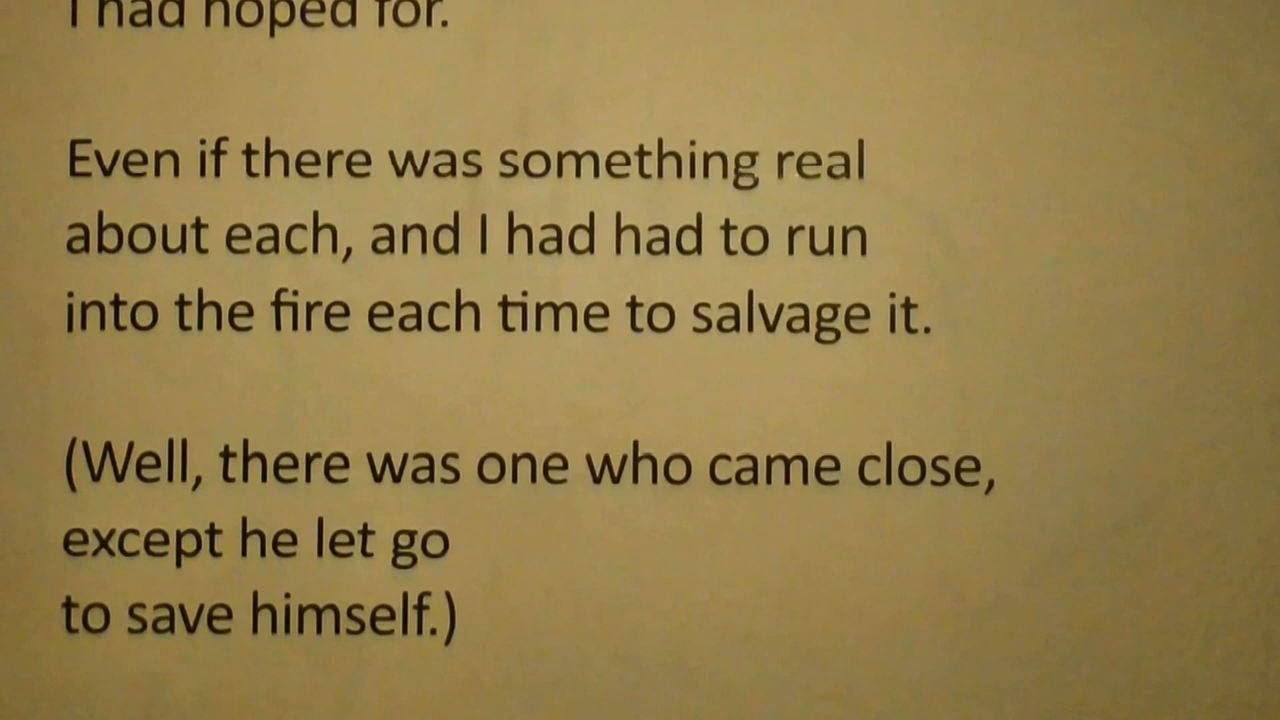 I had hoped for.
Even if there was something real
about each, and I had had to run
into the fire each time to salvage it.
(Well, there was one who came close,
except he let go
to save himself.)